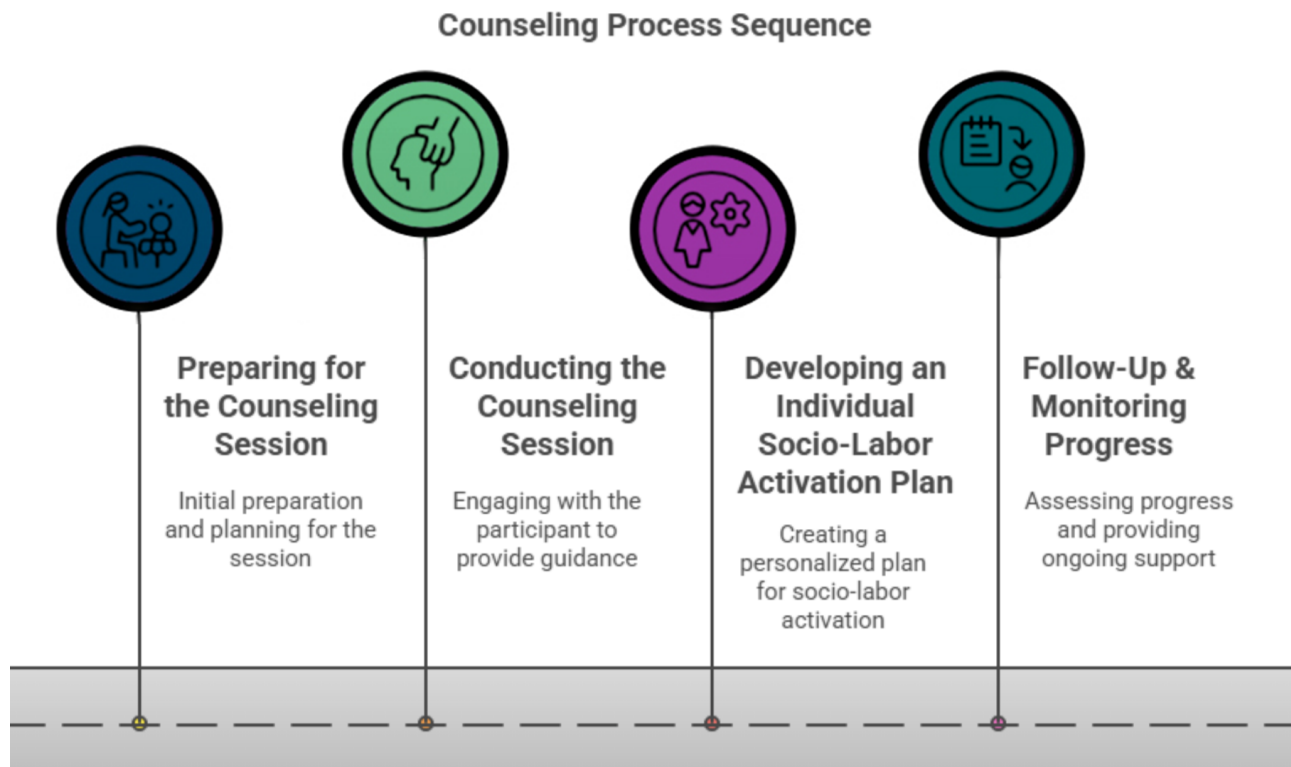 Counseling Process Sequence
Preparing for
the Counseling
Session
Initial preparation
and planning for the
session
Conducting the
Counseling
Session
Engaging with the
participant to
provide guidance
Developing an
Individual
Socio-Labor
Activation Plan
Creating a
personalized plan
for socio-labor
activation
Follow-Up &
Monitoring
Progress
Assessing progress
and providing
ongoing support